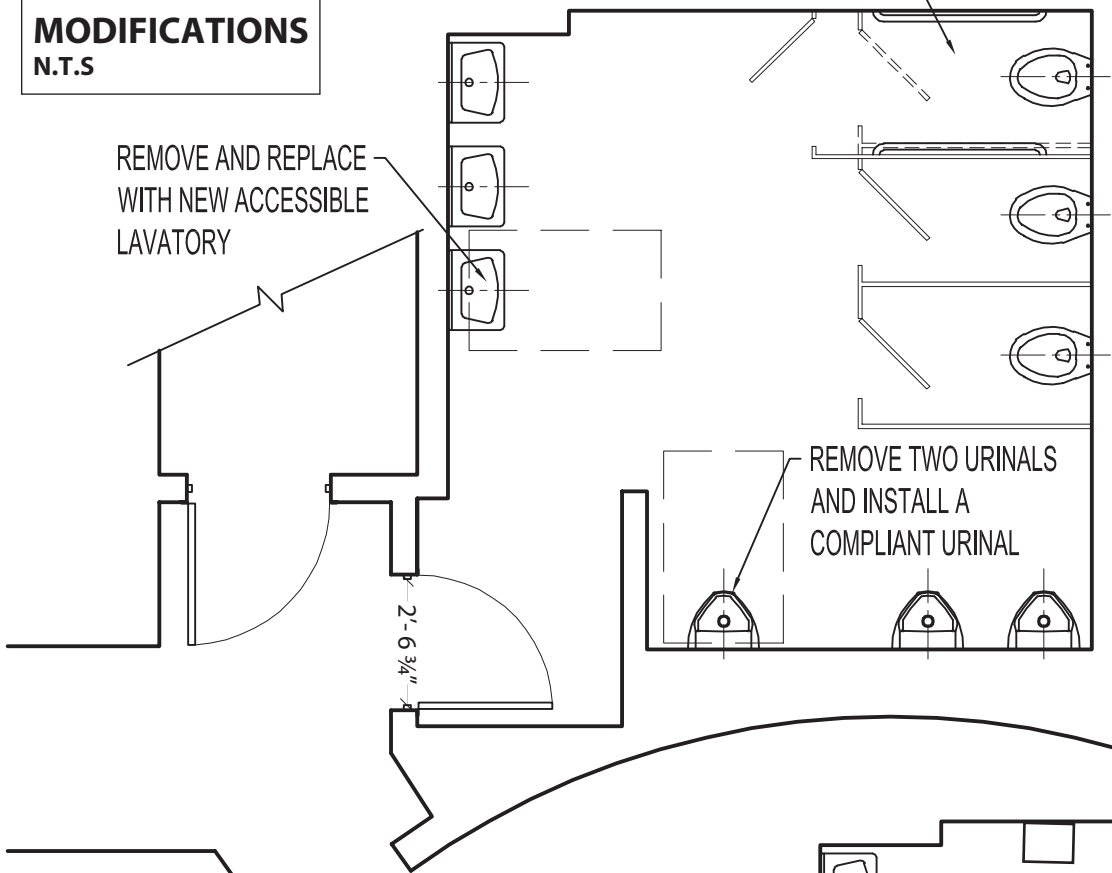 MODIFICATIONS
N.T.S
REMOVE AND REPLACE
WITH NEW ACCESSIBLE
LAVATORY
REMOVE TWO URINALS
AND INSTALL A
COMPLIANT URINAL
2'- 6 ¾"